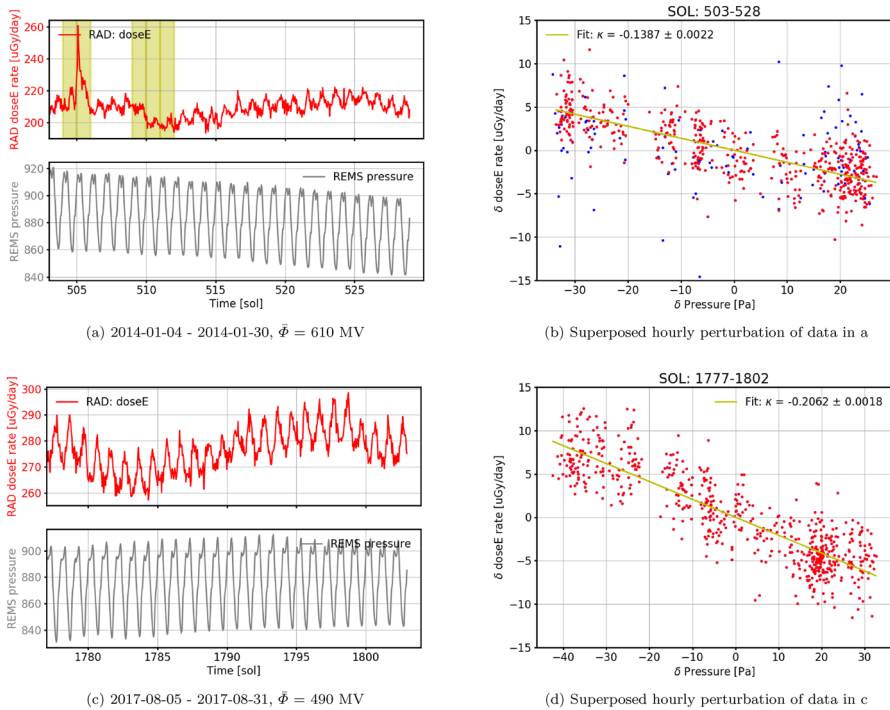 260
240
220
200
RAD doseE rate [uGy/day]
RAD: doseE
920
900
880
860
840
REMS pressure
REMS pressure
505 510 515 520 525
Time [sol]
(a) 2014-01-04 - 2014-01-30, Φ̄ = 610 MV
SOL: 503-528
15
10
5
0
−5
−10
15
δ doseE rate [uGy/day]
Fit: κ = -0.1387 ± 0.0022
−30 −20 −10 0 10 20
δ Pressure [Pa]
(b) Superposed hourly perturbation of data in a
300
290
280
270
260
RAD doseE rate [uGy/day]
RAD: doseE
900
880
860
840
REMS pressure
REMS pressure
1780 1785 1790 1795 1800
Time [sol]
(c) 2017-08-05 - 2017-08-31, Φ̄ = 490 MV
SOL: 1777-1802
15
10
5
0
−5
−10
15
δ doseE rate [uGy/day]
Fit: κ = -0.2062 ± 0.0018
−40 −30 −20 −10 0 10 20 30
δ Pressure [Pa]
(d) Superposed hourly perturbation of data in c